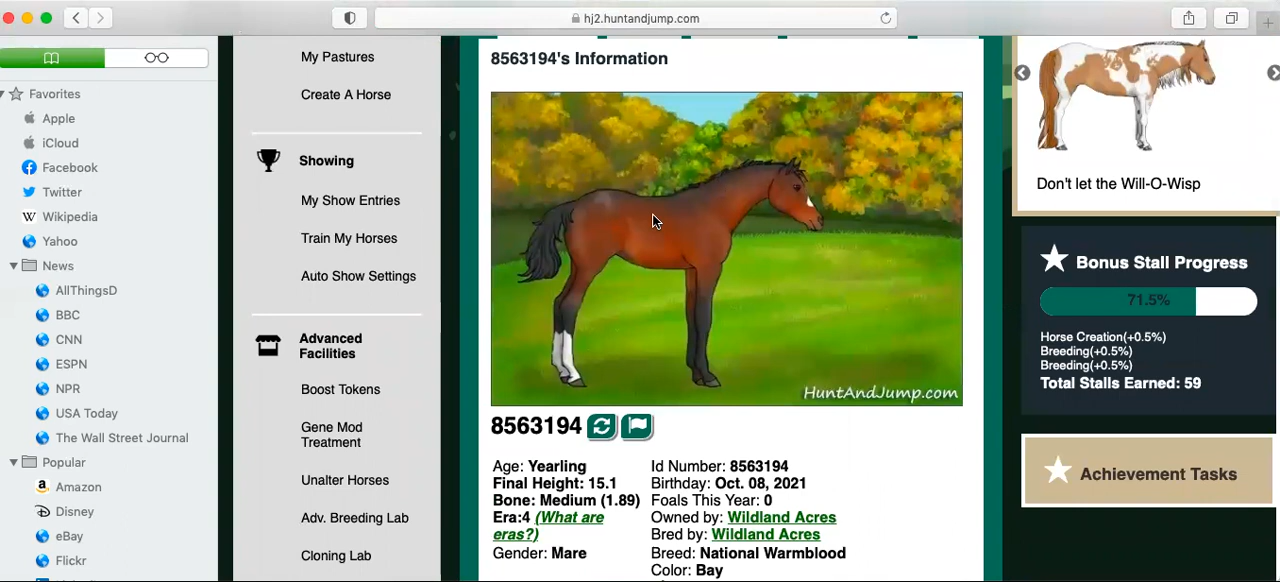 hj2.huntandjump.com
Favorites
Apple
iCloud
Facebook
Twitter
Wikipedia
Yahoo
News
AllThingsD
BBC
CNN
ESPN
NPR
USA Today
The Wall Street Journal
Popular
Amazon
Disney
eBay
Flickr
My Pastures
Create A Horse
Showing
My Show Entries
Train My Horses
Auto Show Settings
Advanced
Facilities
Boost Tokens
Gene Mod
Treatment
Unalter Horses
Adv. Breeding Lab
Cloning Lab
8563194's Information
HuntAndJump.com
8563194
Age: Yearling
Final Height: 15.1
Bone: Medium (1.89)
Era:4 (What are
eras?)
Gender: Mare
Id Number: 8563194
Birthday: Oct. 08, 2021
Foals This Year: 0
Owned by: Wildland Acres
Bred by: Wildland Acres
Breed: National Warmblood
Color: Bay
Don't let the Will-O-Wisp
Bonus Stall Progress
71.5%
Horse Creation(+0.5%)
Breeding(+0.5%)
Breeding(+0.5%)
Total Stalls Earned: 59
Achievement Tasks